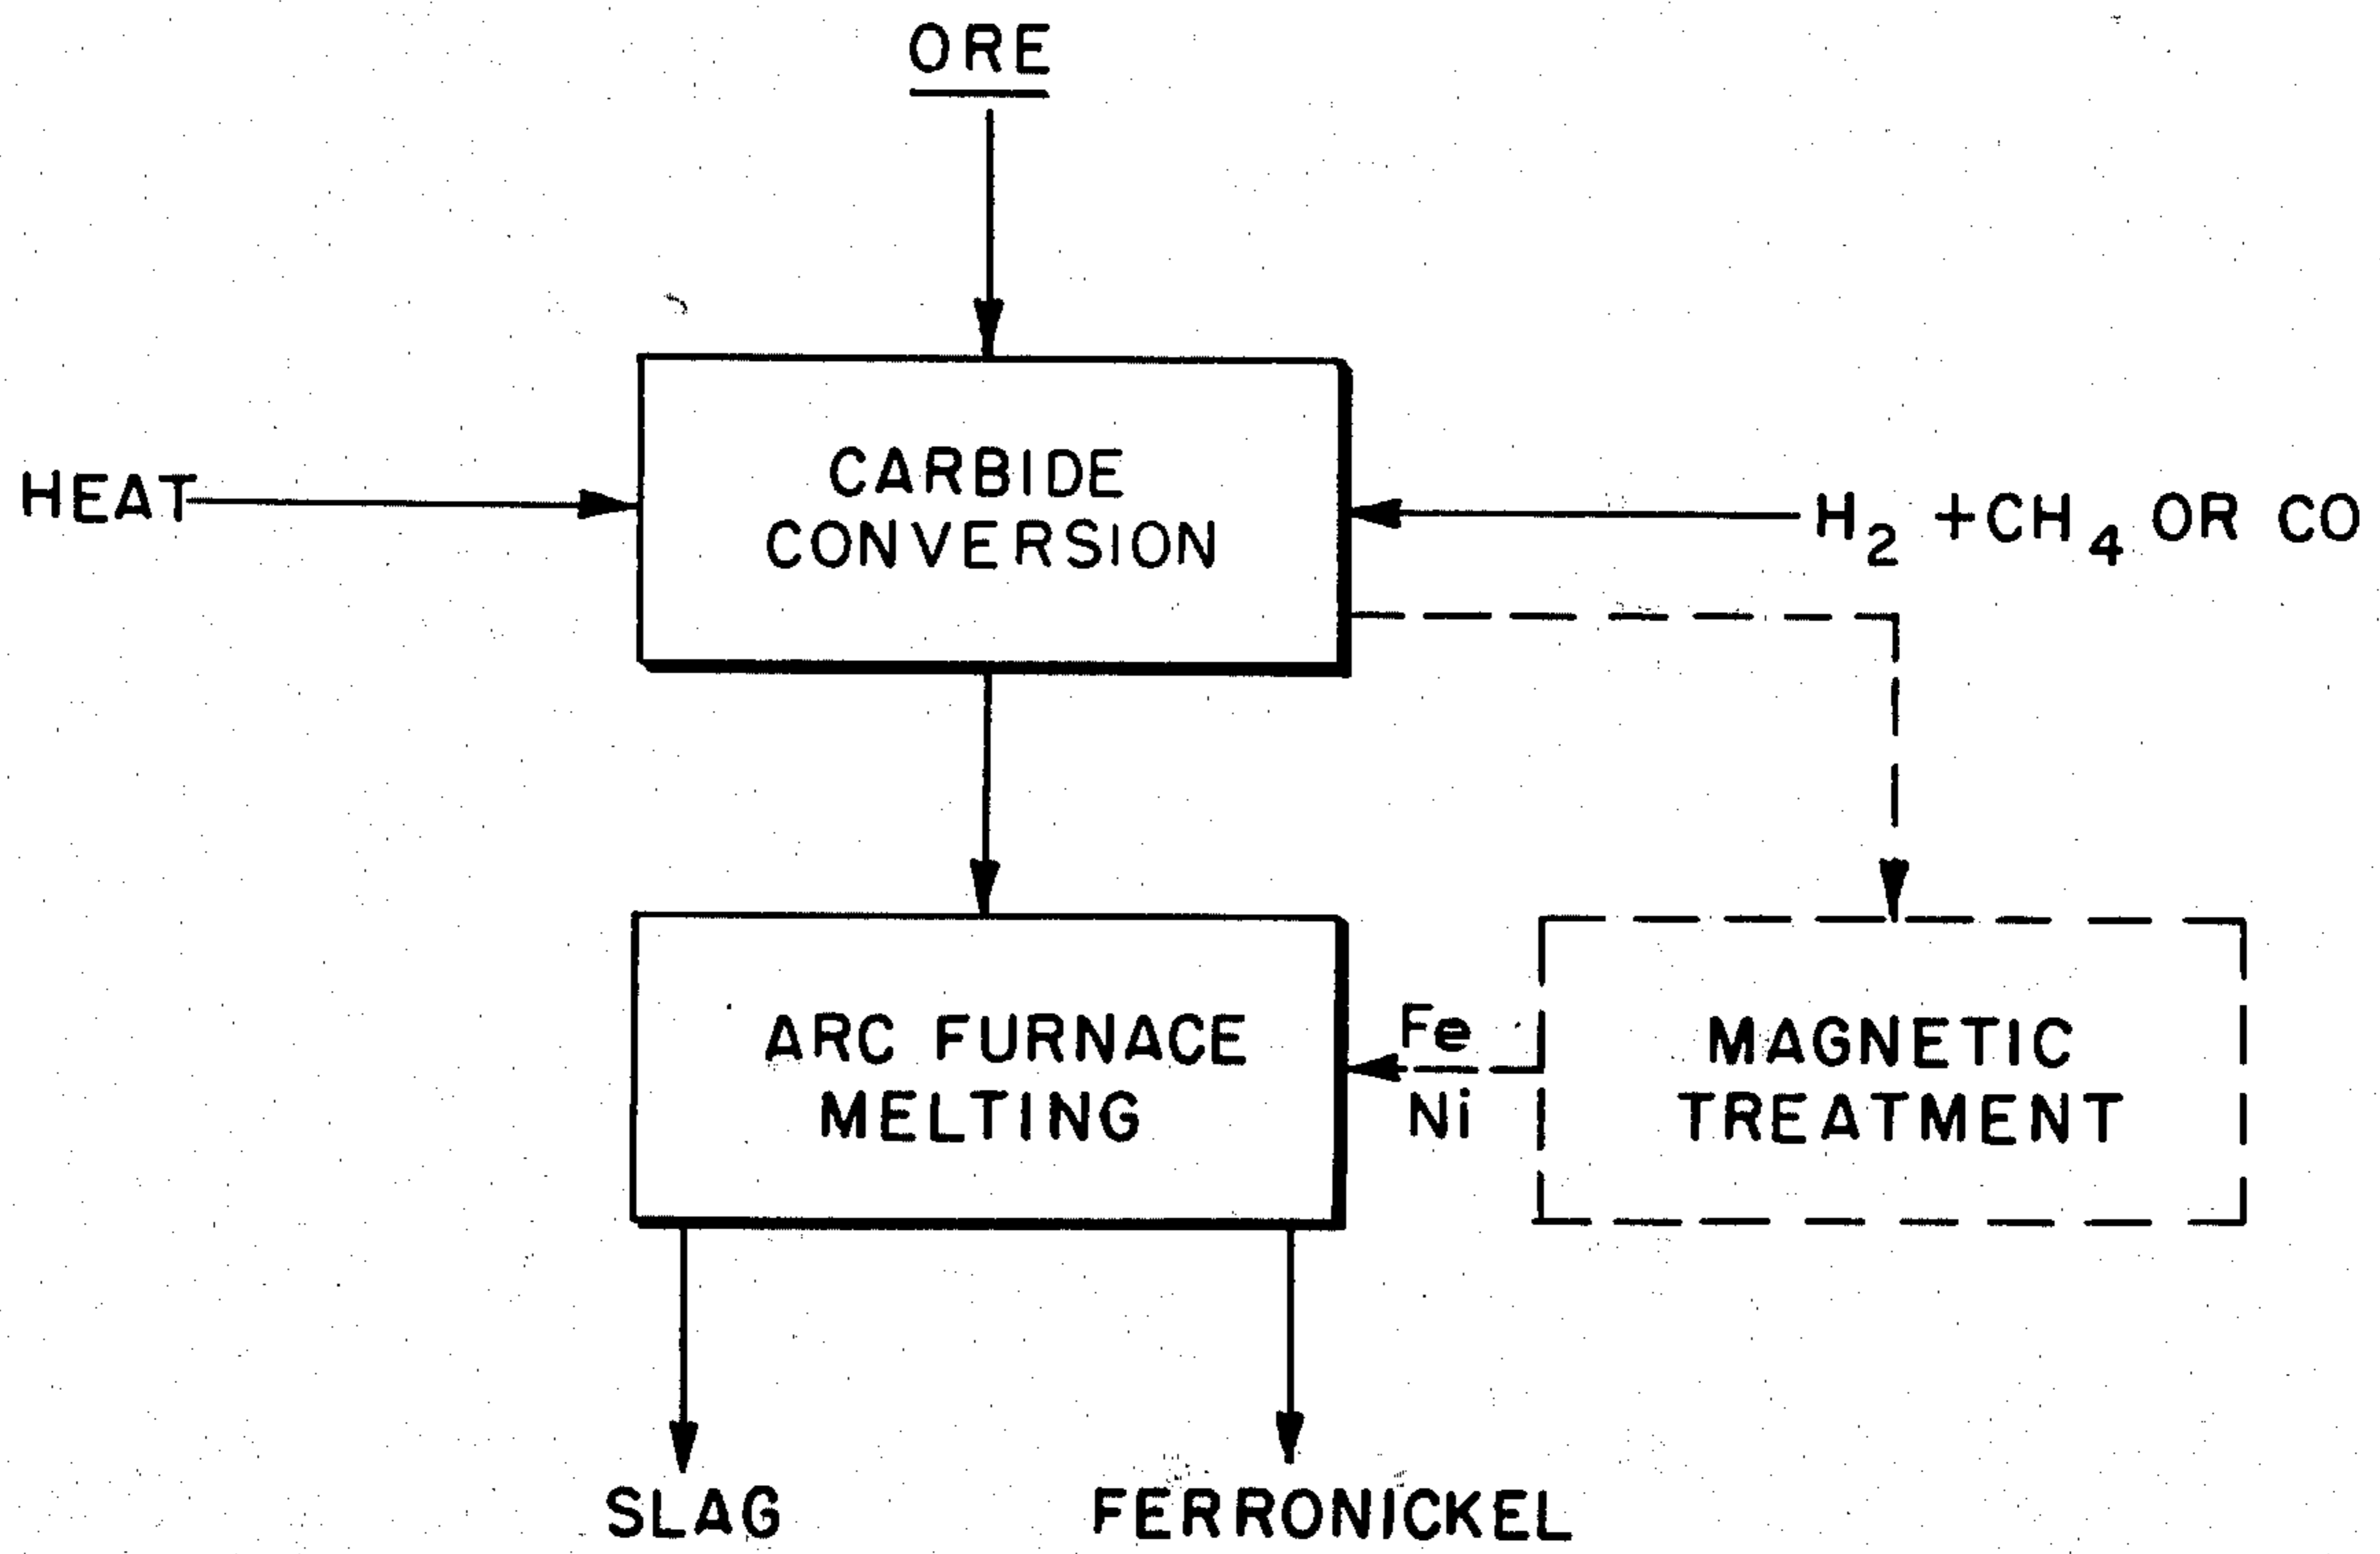 ORE
CARBIDE
CONVERSION
HEAT
H₂ +CH₄ OR CO
ARC FURNACE
MELTING
Fe
Ni
MAGNETIC
TREATMENT
SLAG
FERRONICKEL